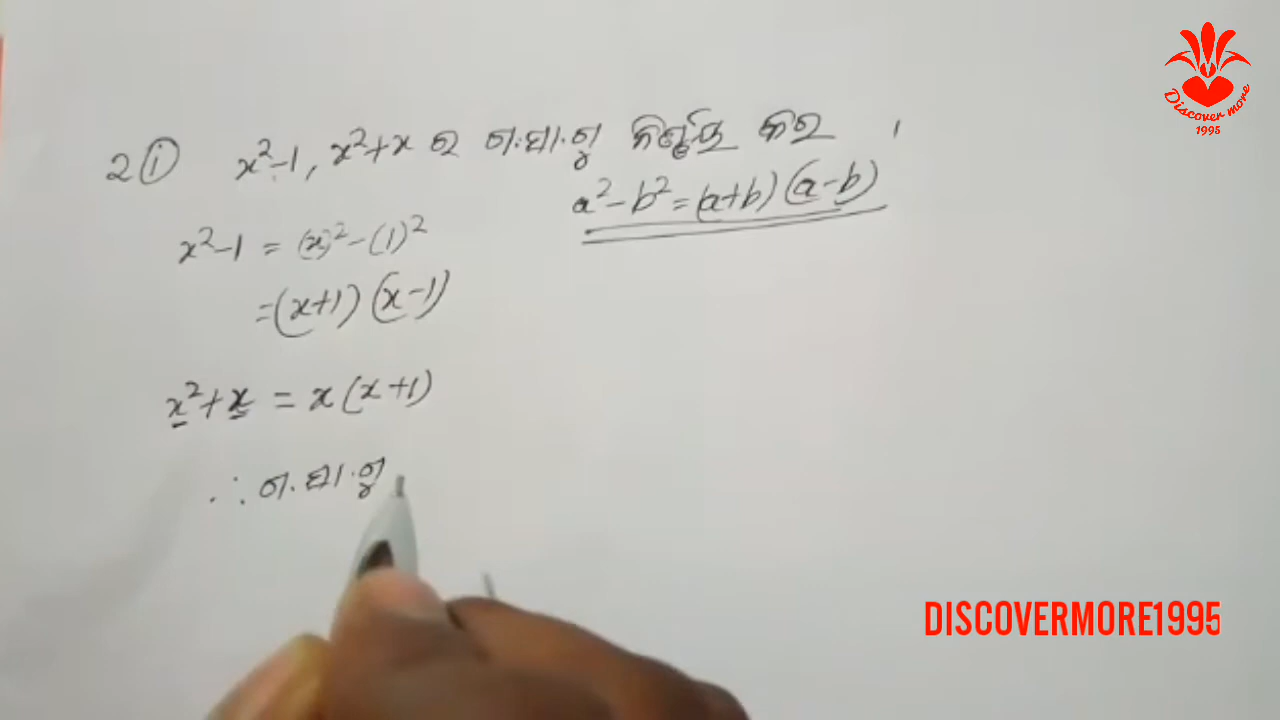 2 (i) x²-1, x²+x ର ଗ.ସା.ଗୁ ନିର୍ଣ୍ଣୟ କର ।
a²-b² = (a+b) (a-b)
x²-1 = (x)² - (1)²
= (x+1) (x-1)
x²+x = x(x+1)
∴ ଗ.ସା.ଗୁ
Discover more
1995
DISCOVERMORE1995